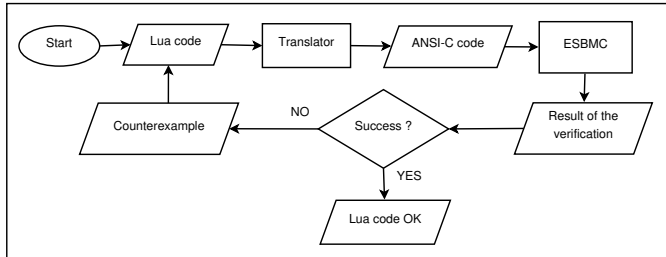 Start
Lua code
Translator
ANSI-C code
ESBMC
Counterexample
NO
Success ?
Result of the
verification
YES
Lua code OK